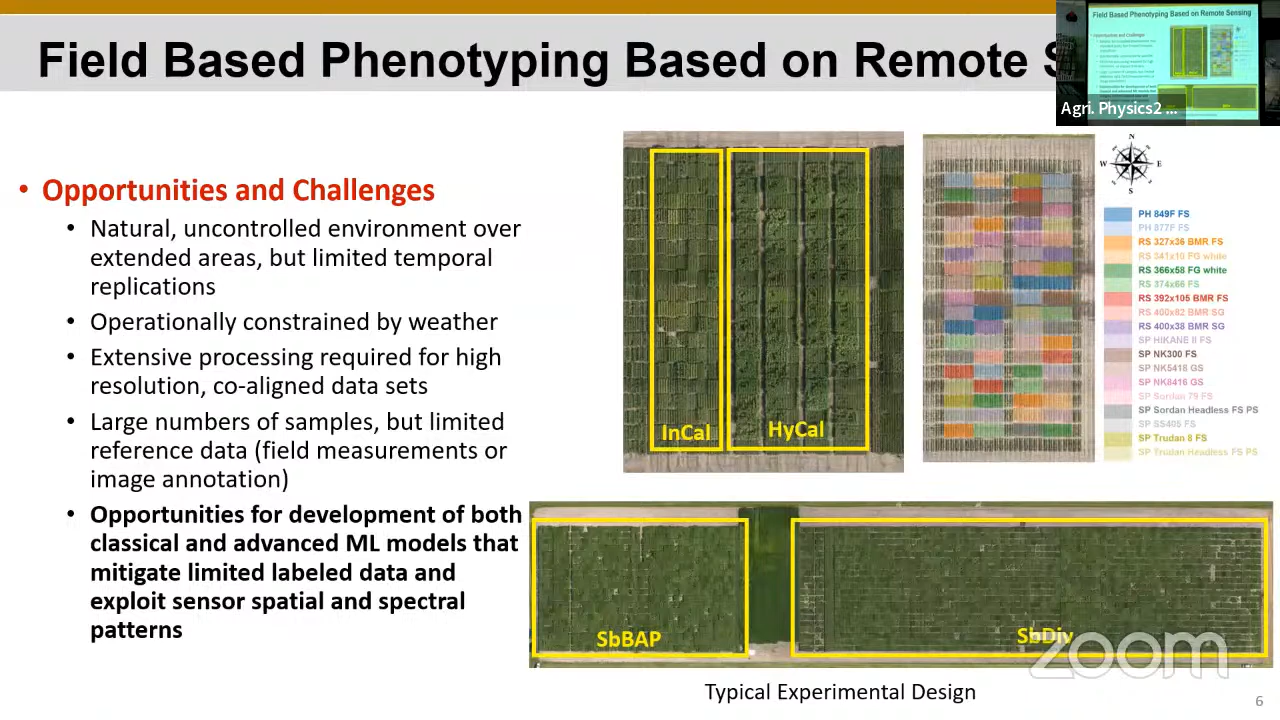 Field Based Phenotyping Based on Remote S
Field Based Phenotyping Based on Remote Sensing
Agri. Physics2 ...
• Opportunities and Challenges
• Natural, uncontrolled environment over
extended areas, but limited temporal
replications
• Operationally constrained by weather
• Extensive processing required for high
resolution, co-aligned data sets
• Large numbers of samples, but limited
reference data (field measurements or
image annotation)
• Opportunities for development of both
classical and advanced ML models that
mitigate limited labeled data and
exploit sensor spatial and spectral
patterns
InCal
HyCal
N
W E
S
PH 849F FS
PH 877F FS
RS 327x36 BMR FS
RS 341x10 FG white
RS 366x58 FG white
RS 374x66 FS
RS 392x105 BMR FS
RS 400x82 BMR SG
RS 400x38 BMR SG
SP HIKANE II FS
SP NK300 FS
SP NK5418 GS
SP NK8416 GS
SP Sordan 79 FS
SP Sordan Headless FS PS
SP SS405 FS
SP Trudan 8 FS
SP Trudan Headless FS PS
SbBAP
SbDiv
zoom
Typical Experimental Design
6